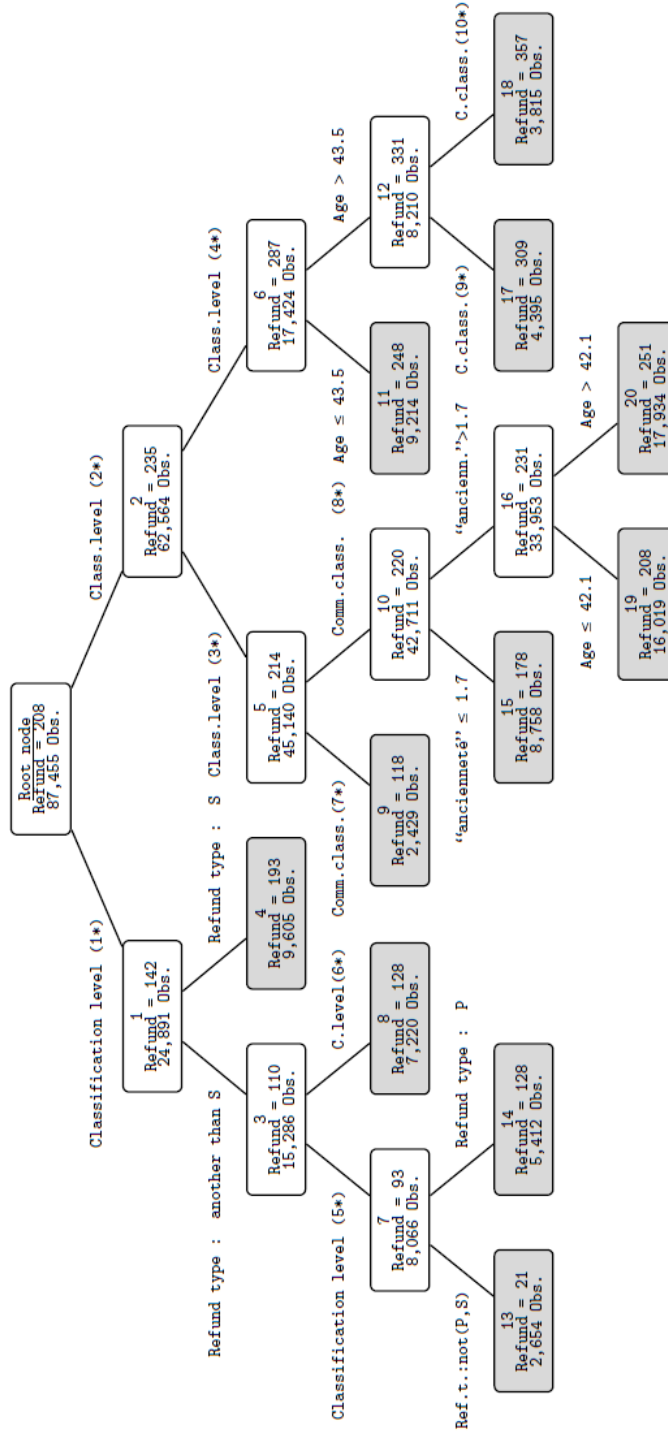 Root node
Refund = 208
87,455 Obs.
Classification level (1*)
Class.level (2*)
1
Refund = 142
24,891 Obs.
2
Refund = 235
62,564 Obs.
Refund type : another than S
Refund type : S
Class.level (3*)
Class.level (4*)
3
Refund = 110
15,286 Obs.
4
Refund = 193
9,605 Obs.
5
Refund = 214
45,140 Obs.
6
Refund = 287
17,424 Obs.
Classification level (5*)
C.level(6*)
Comm.class.(7*)
Comm.class. (8*)
Age ≤ 43.5
Age > 43.5
7
Refund = 93
8,066 Obs.
8
Refund = 128
7,220 Obs.
9
Refund = 118
2,429 Obs.
10
Refund = 220
42,711 Obs.
11
Refund = 248
9,214 Obs.
12
Refund = 331
8,210 Obs.
Ref.t.:not(P,S)
Refund type : P
“ancienneté” ≤ 1.7
“ancienn.”>1.7
C.class.(9*)
C.class.(10*)
13
Refund = 21
2,654 Obs.
14
Refund = 128
5,412 Obs.
15
Refund = 178
8,758 Obs.
16
Refund = 231
33,953 Obs.
17
Refund = 309
4,395 Obs.
18
Refund = 357
3,815 Obs.
Age ≤ 42.1
Age > 42.1
19
Refund = 208
16,019 Obs.
20
Refund = 251
17,934 Obs.